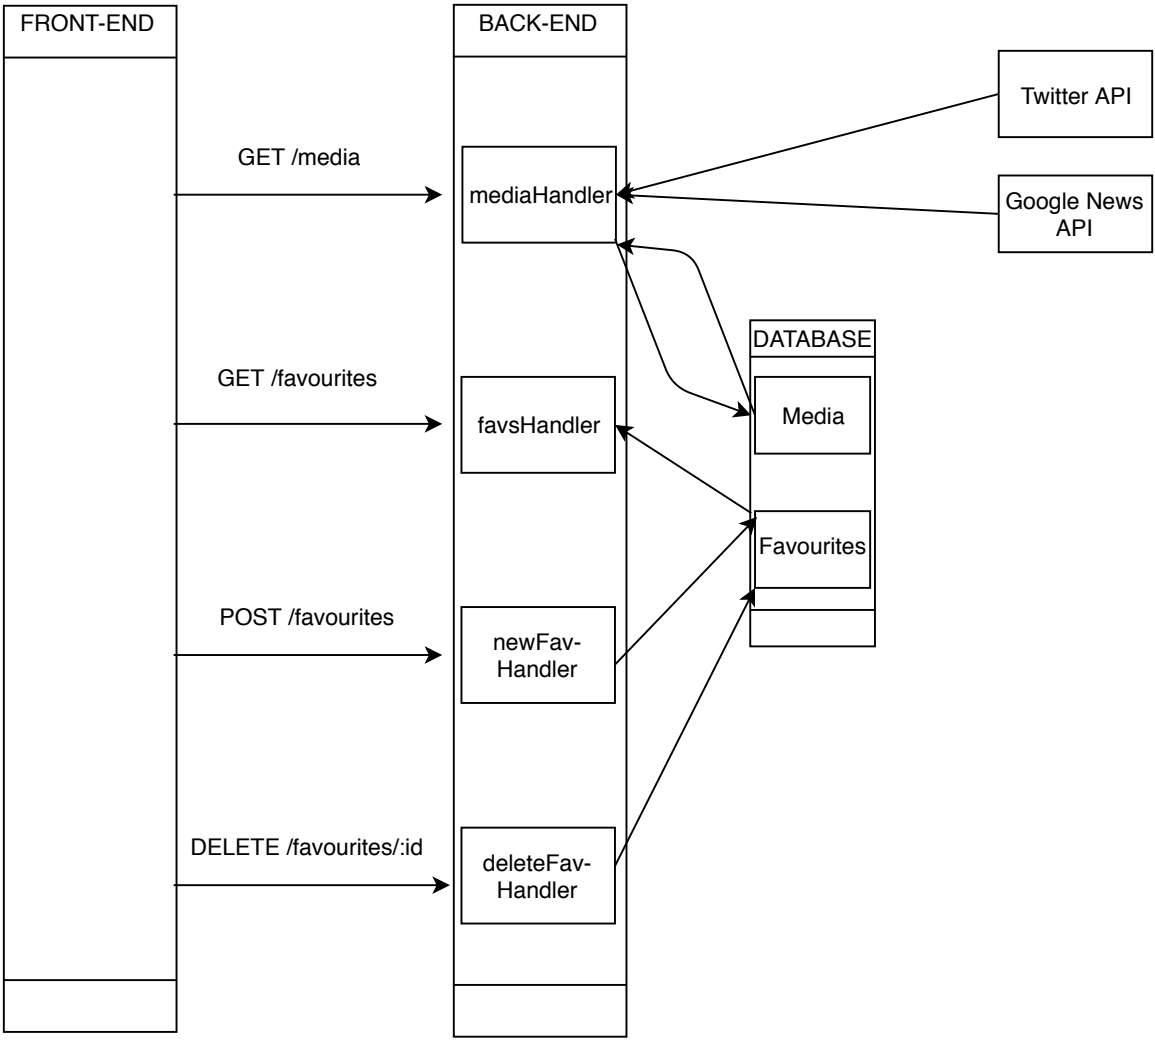 FRONT-END
BACK-END
Twitter API
GET /media
mediaHandler
Google News
API
DATABASE
GET /favourites
favsHandler
Media
Favourites
POST /favourites
newFav-
Handler
DELETE /favourites/:id
deleteFav-
Handler